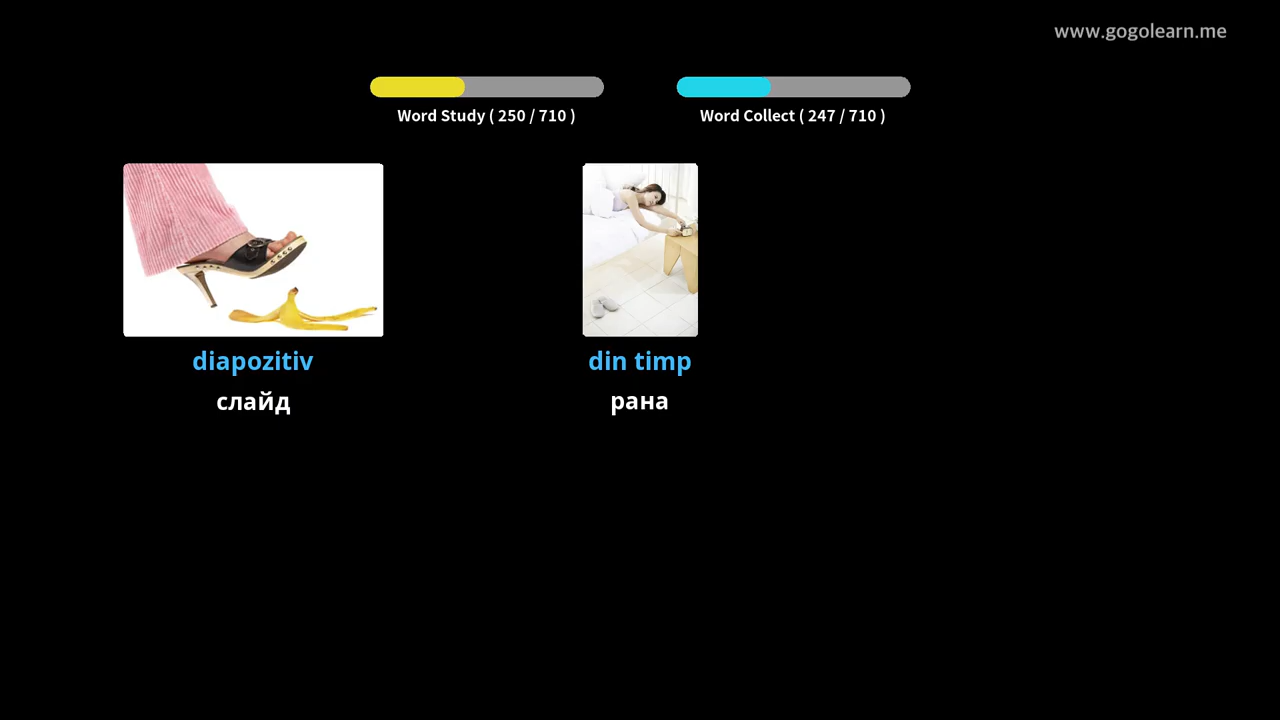 www.gogolearn.me
Word Study ( 250 / 710 )
Word Collect ( 247 / 710 )
diapozitiv
слайд
din timp
рана